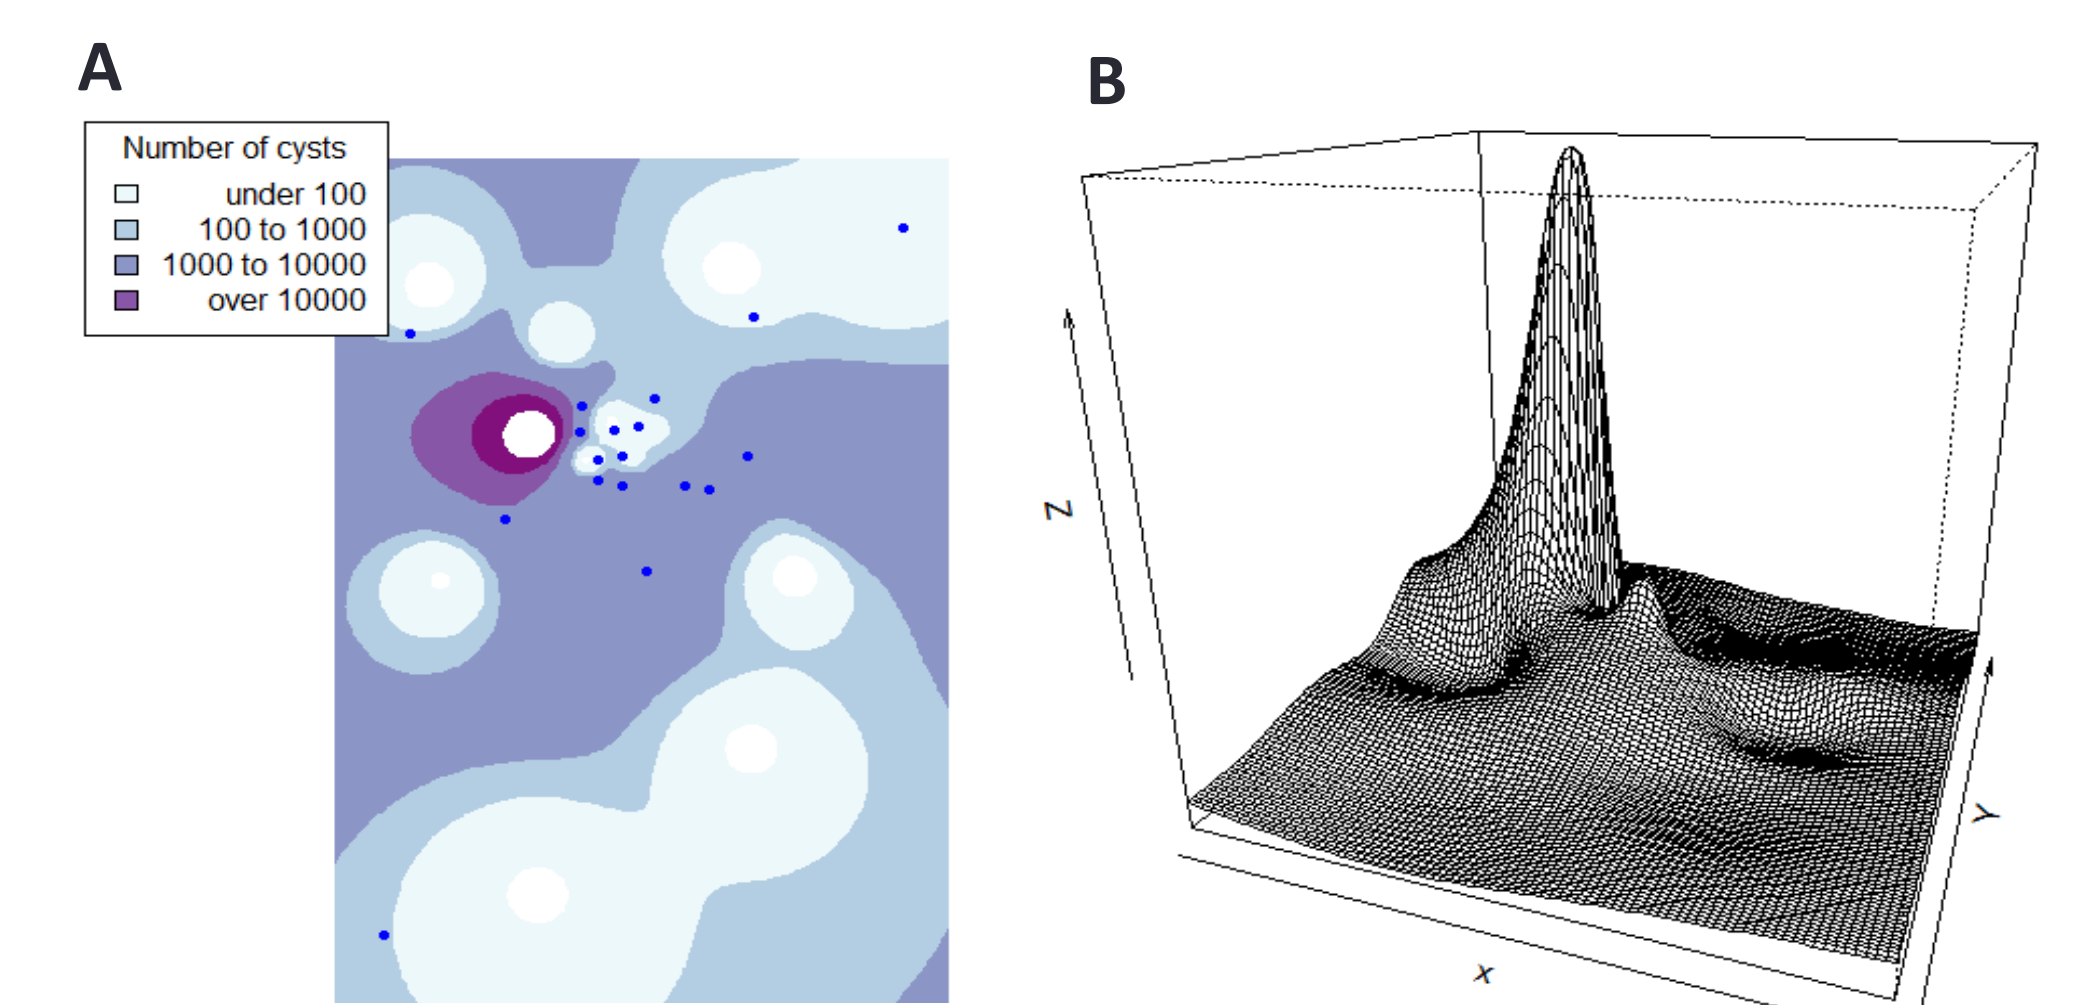 A
Number of cysts
under 100
100 to 1000
1000 to 10000
over 10000
B
Z
Y
x